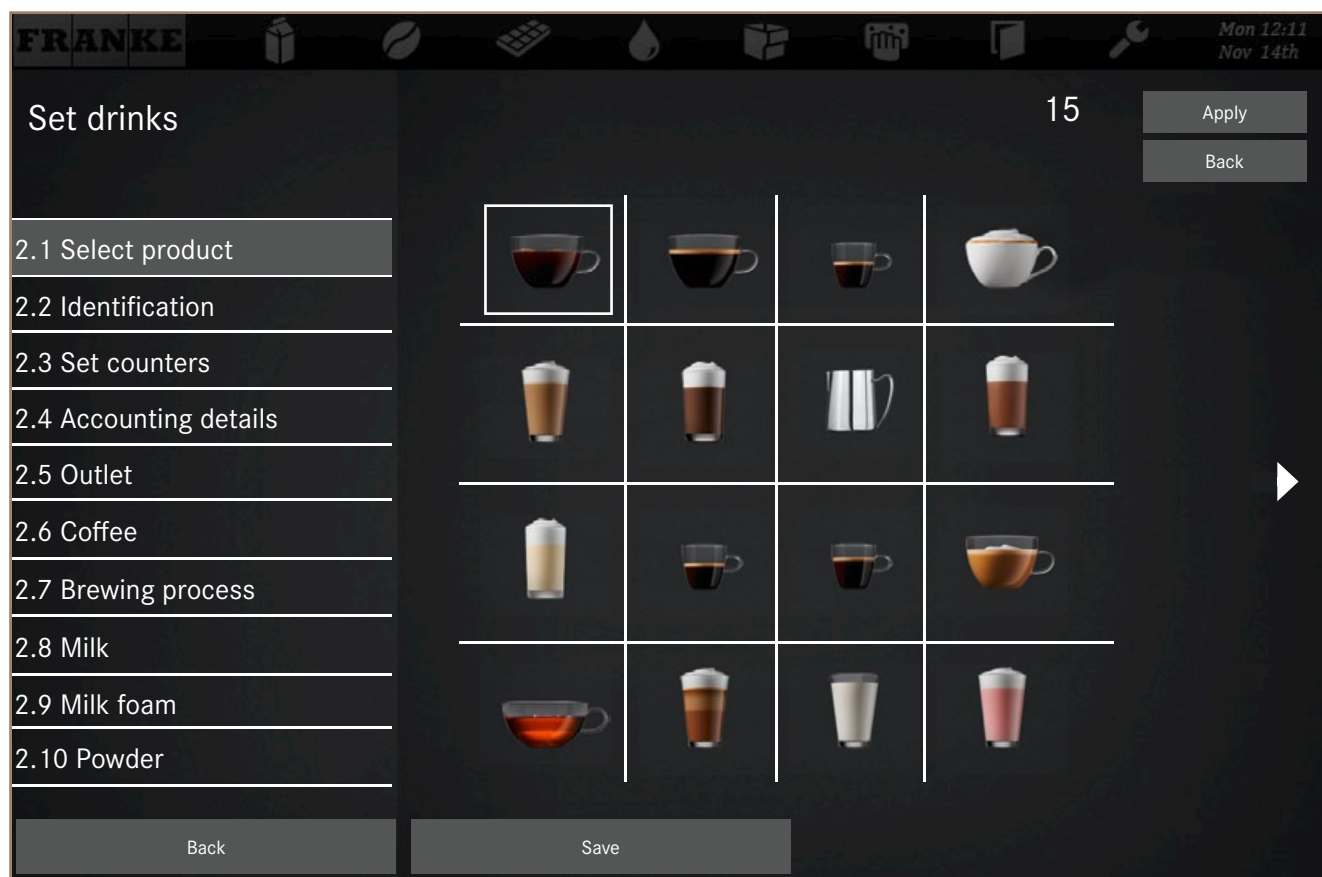 FRANKE
Mon 12:11
Nov 14th
Set drinks
15
Apply
Back
2.1 Select product
2.2 Identification
2.3 Set counters
2.4 Accounting details
2.5 Outlet
2.6 Coffee
2.7 Brewing process
2.8 Milk
2.9 Milk foam
2.10 Powder
Back
Save